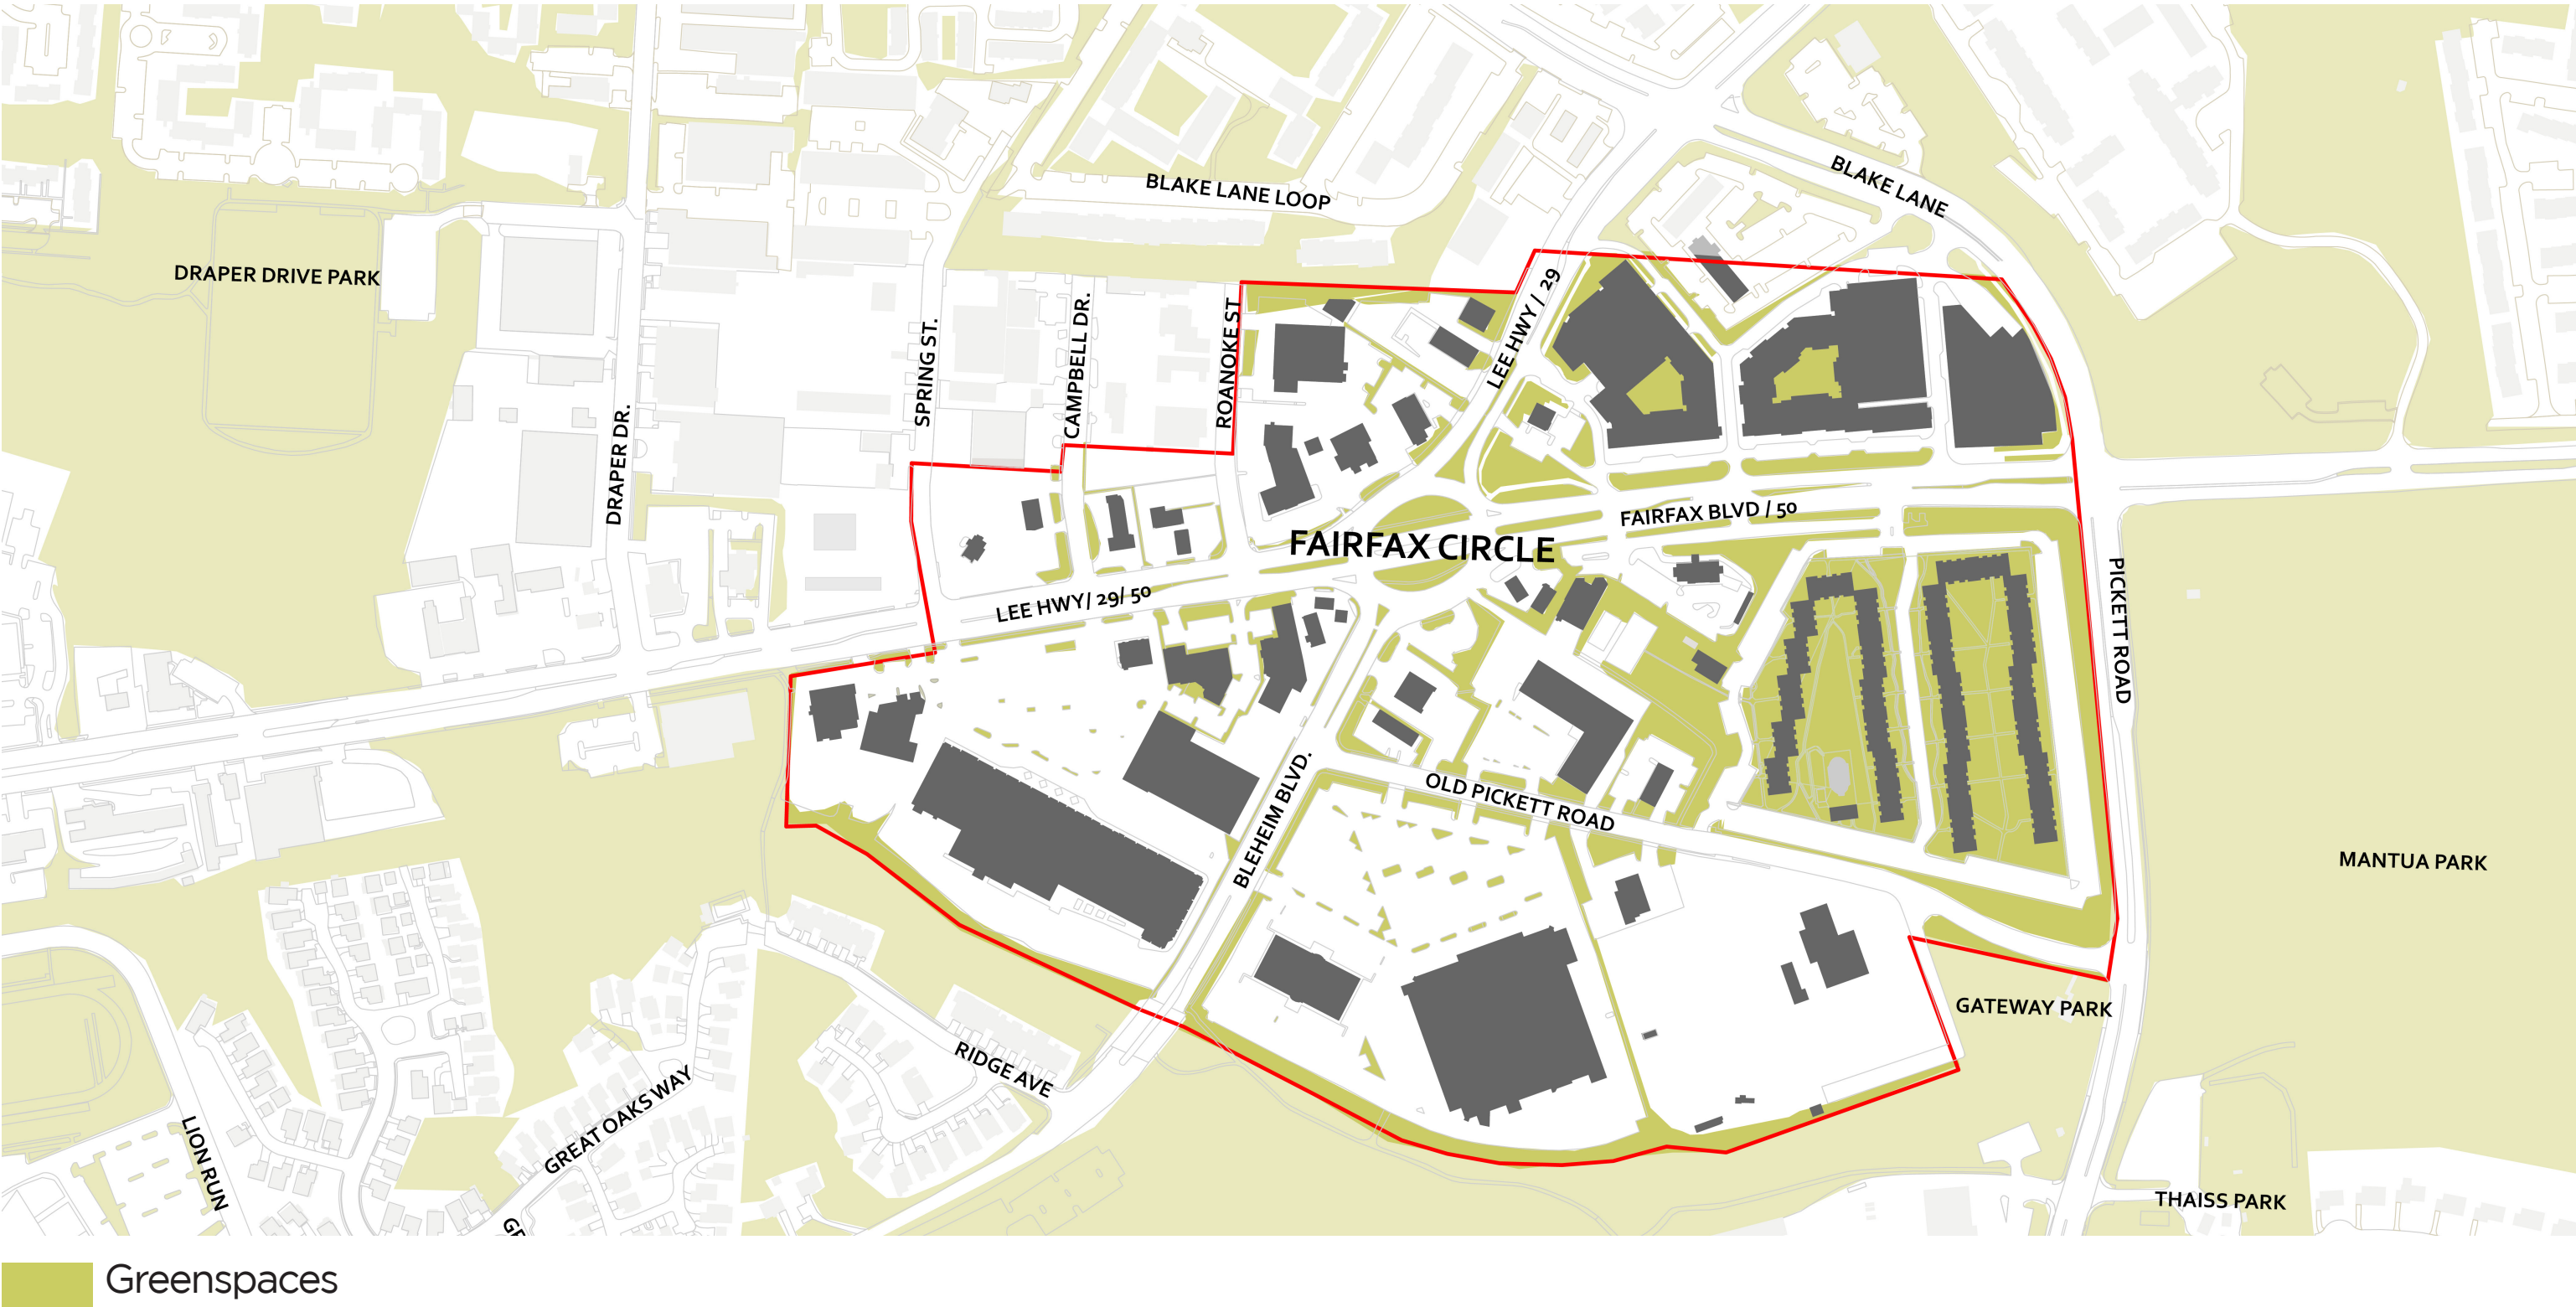 BLAKE LANE
BLAKE LANE LOOP
DRAPER DRIVE PARK
LEE HWY / 29
SPRING ST.
CAMPBELL DR.
ROANOKE ST
DRAPER DR.
FAIRFAX BLVD / 50
FAIRFAX CIRCLE
LEE HWY/ 29/ 50
PICKETT ROAD
OLD PICKETT ROAD
BLEHEIM BLVD.
MANTUA PARK
GATEWAY PARK
RIDGE AVE
GREAT OAKS WAY
LION RUN
THAISS PARK
Greenspaces